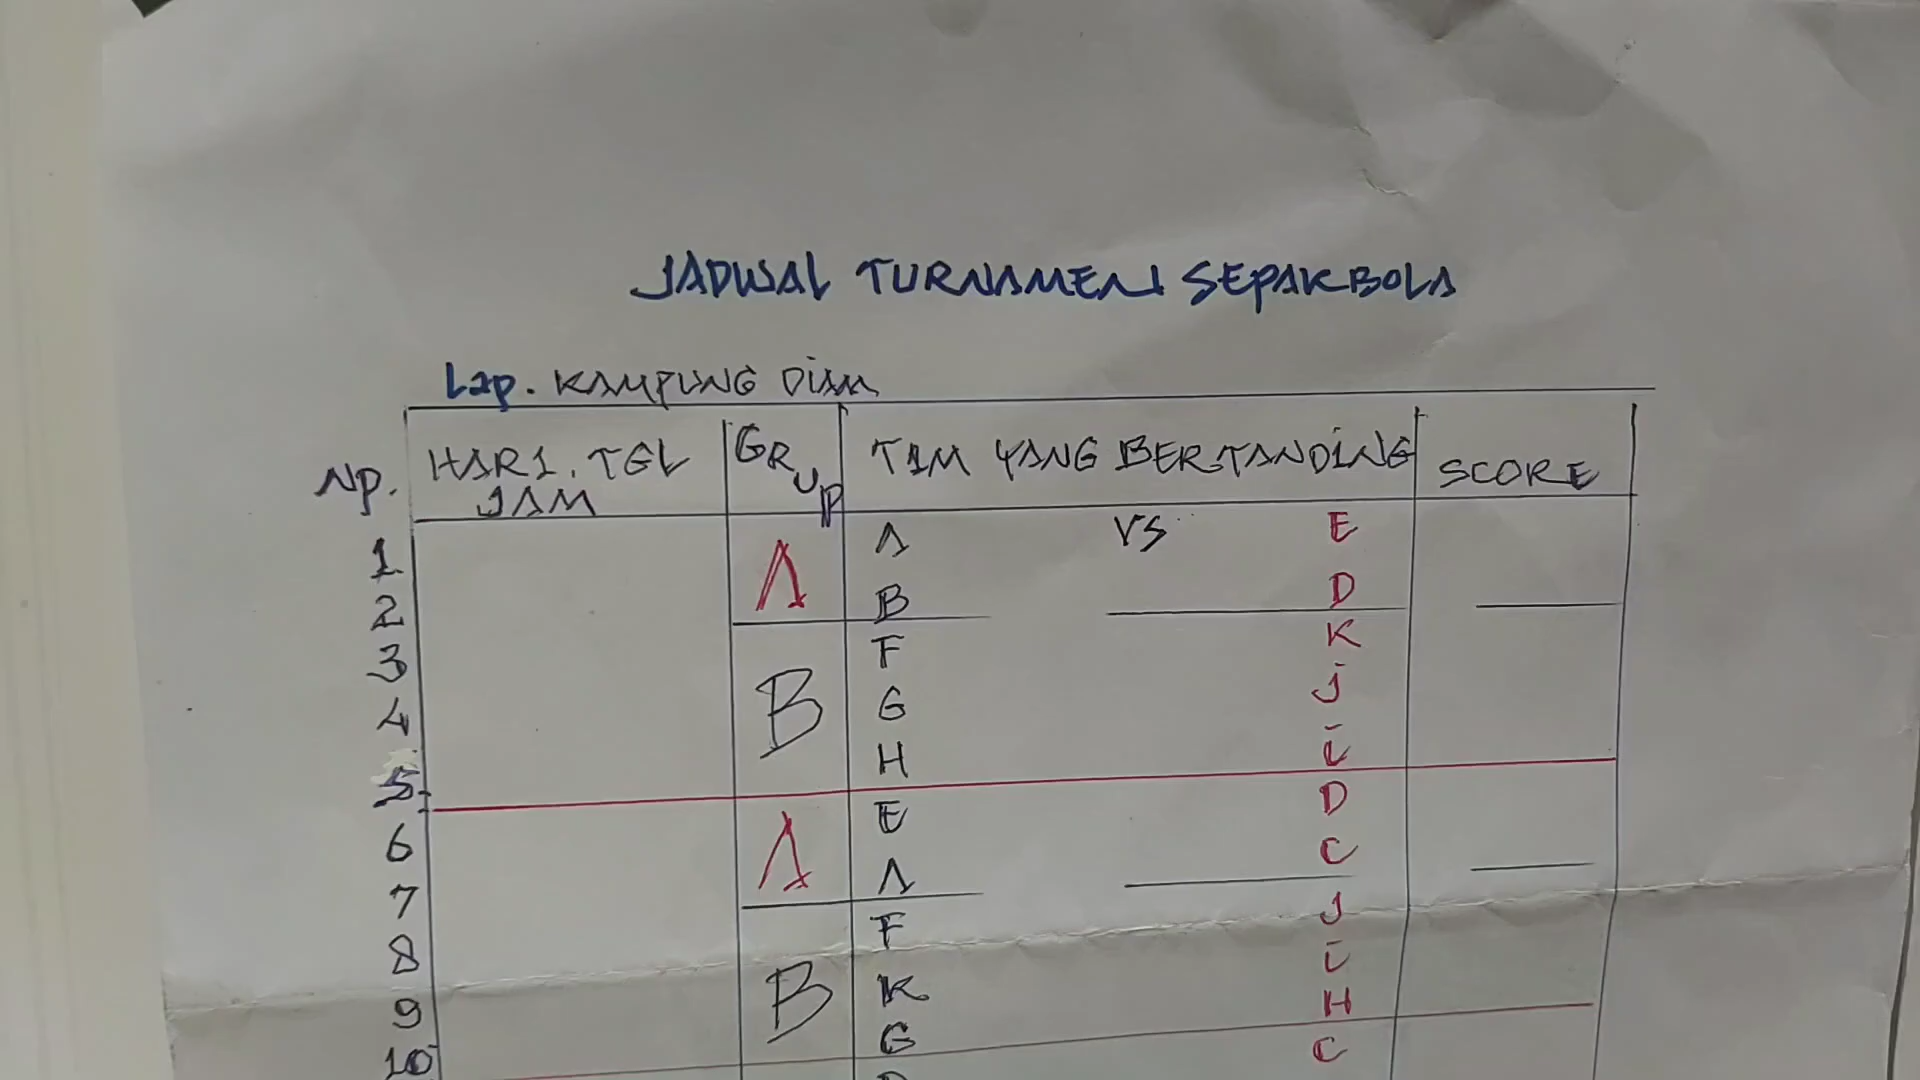 JADWAL TURNAMEN SEPAKBOLA
Lap. KAMPUNG DIAM
No. HARI, TGL JAM GRUP TIM YANG BERTANDING SCORE
1 A A VS E
2 B D
3 F K
4 B G J
5 H i
6 E D
7 A A C
8 F J
9 B K i
10 G H
C